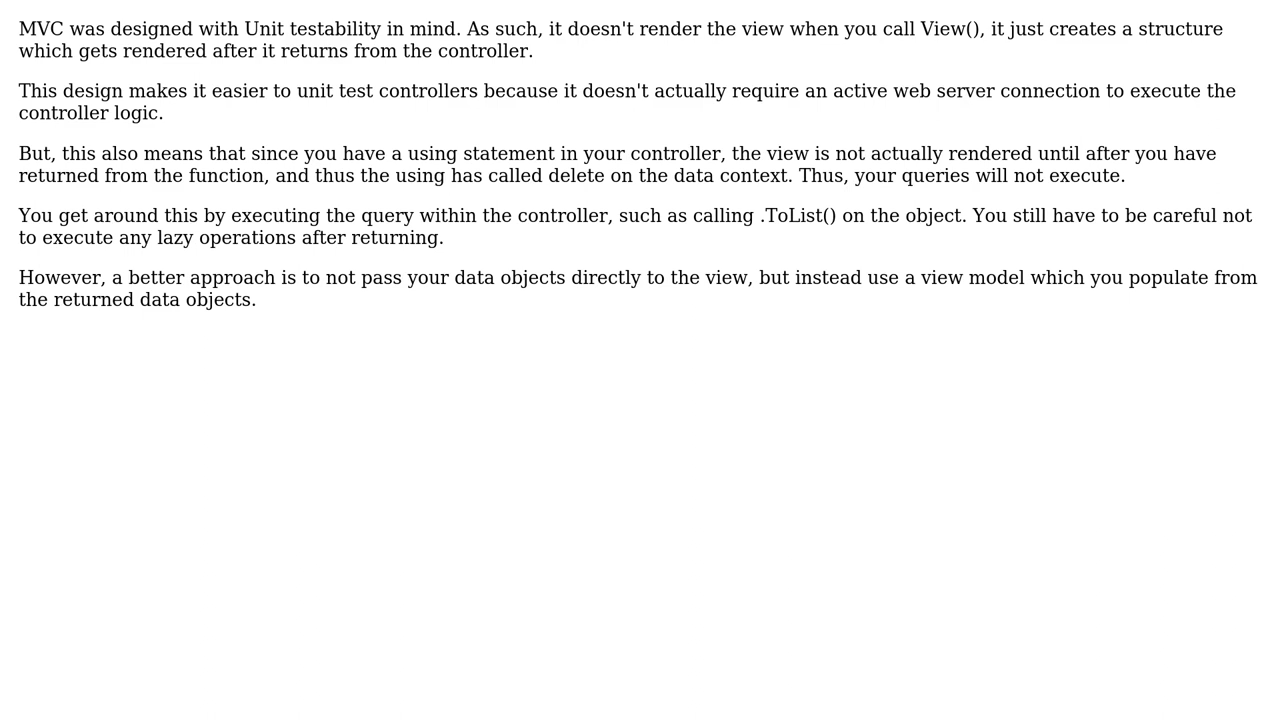 MVC was designed with Unit testability in mind. As such, it doesn't render the view when you call View(), it just creates a structure
which gets rendered after it returns from the controller.
This design makes it easier to unit test controllers because it doesn't actually require an active web server connection to execute the
controller logic.
But, this also means that since you have a using statement in your controller, the view is not actually rendered until after you have
returned from the function, and thus the using has called delete on the data context. Thus, your queries will not execute.
You get around this by executing the query within the controller, such as calling .ToList() on the object. You still have to be careful not
to execute any lazy operations after returning.
However, a better approach is to not pass your data objects directly to the view, but instead use a view model which you populate from
the returned data objects.